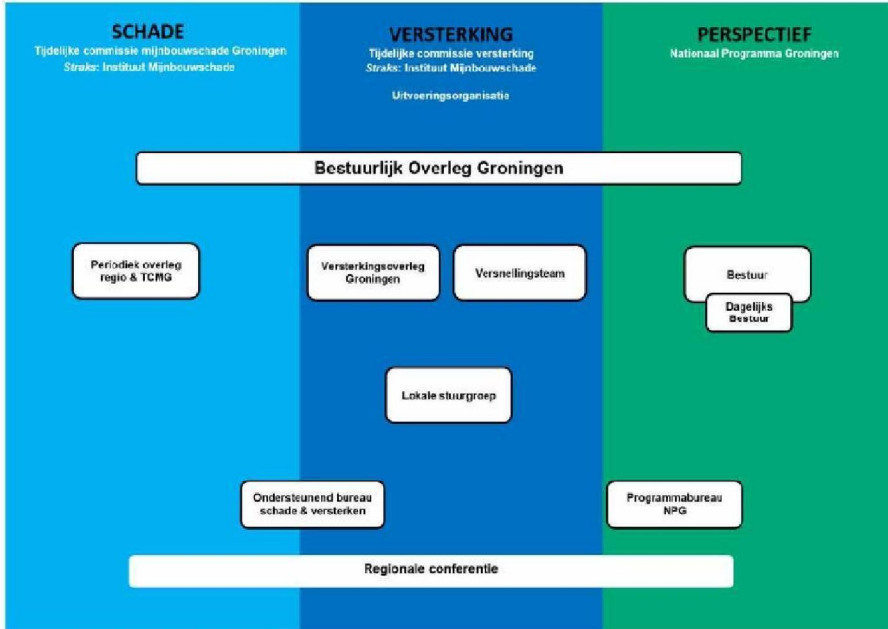 SCHADE
Tijdelijke commissie mijnbouwschade Groningen
Straks: Instituut Mijnbouwschade
VERSTERKING
Tijdelijke commissie versterking
Straks: Instituut Mijnbouwschade
Uitvoeringsorganisatie
PERSPECTIEF
Nationaal Programma Groningen
Bestuurlijk Overleg Groningen
Periodiek overleg
regio & TCMG
Versterkingsoverleg
Groningen
Versnellingsteam
Bestuur
Dagelijks
Bestuur
Lokale stuurgroep
Ondersteunend bureau
schade & versterken
Programmabureau
NPG
Regionale conferentie